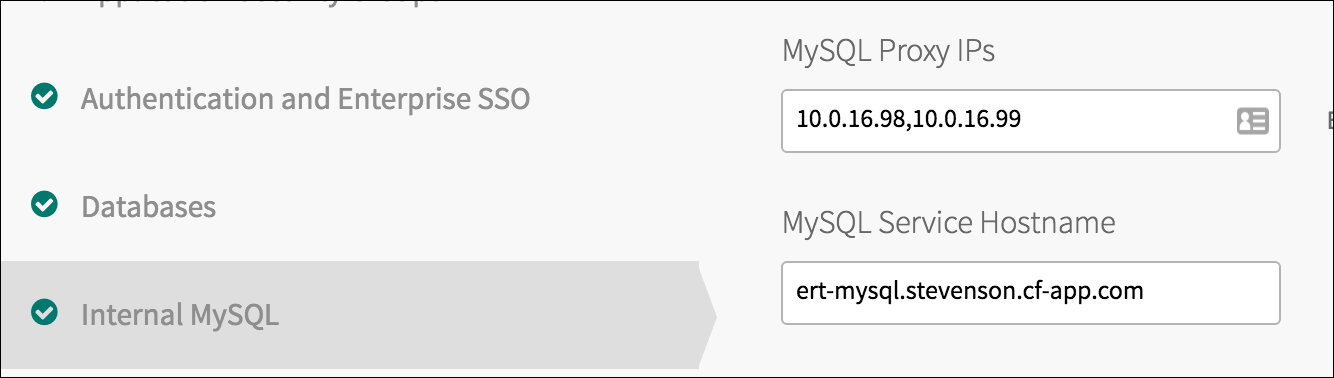 Authentication and Enterprise SSO
Databases
Internal MySQL
MySQL Proxy IPs
10.0.16.98,10.0.16.99
MySQL Service Hostname
ert-mysql.stevenson.cf-app.com